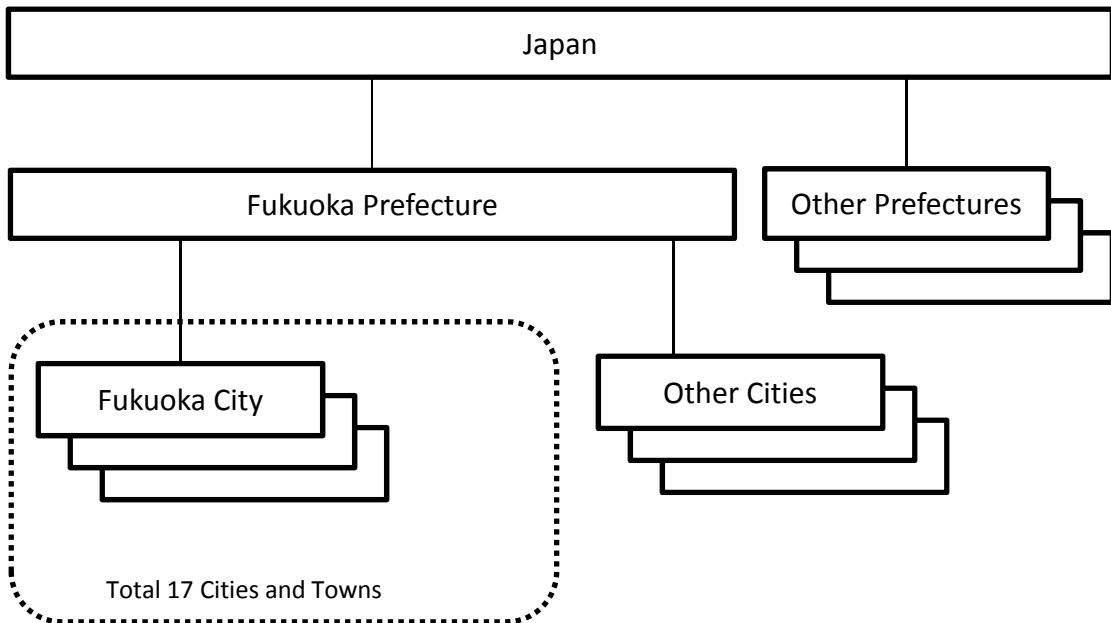 Japan
Fukuoka Prefecture
Other Prefectures
Fukuoka City
Other Cities
Total 17 Cities and Towns